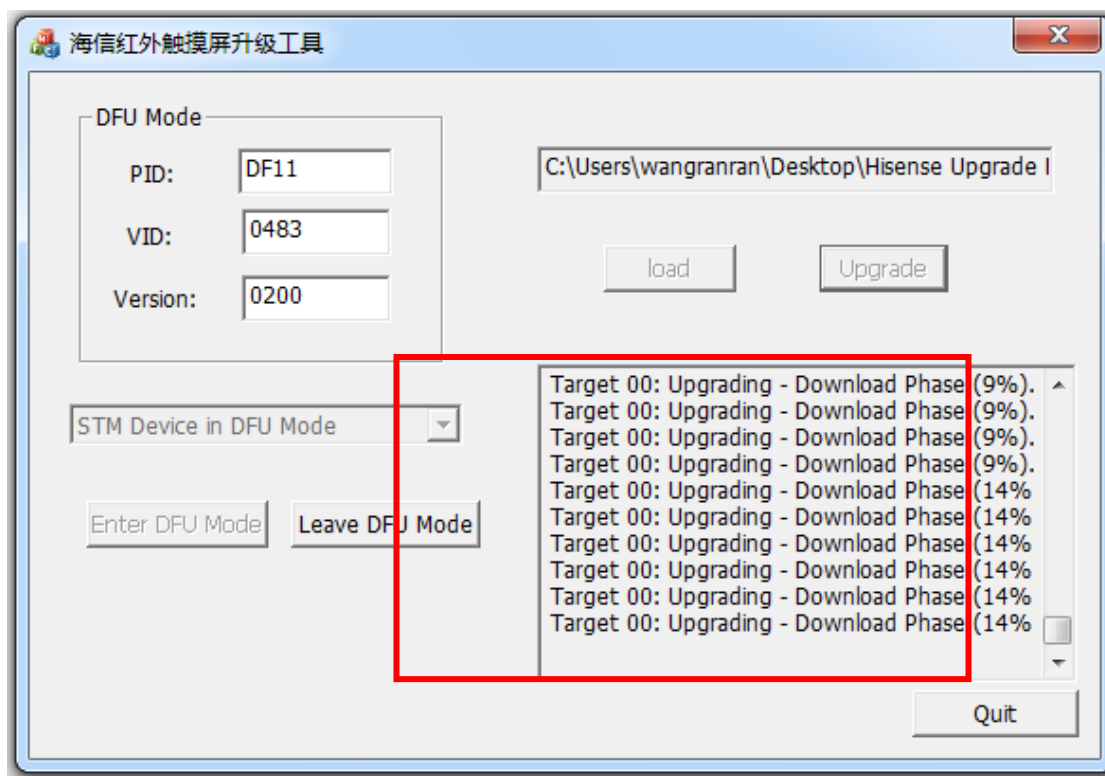 海信红外触摸屏升级工具
DFU Mode
PID:
DF11
VID:
0483
Version:
0200
C:\Users\wangranran\Desktop\Hisense Upgrade I
load
Upgrade
STM Device in DFU Mode
Enter DFU Mode
Leave DFU Mode
Target 00: Upgrading - Download Phase (9%).
Target 00: Upgrading - Download Phase (9%).
Target 00: Upgrading - Download Phase (9%).
Target 00: Upgrading - Download Phase (9%).
Target 00: Upgrading - Download Phase (14%
Target 00: Upgrading - Download Phase (14%
Target 00: Upgrading - Download Phase (14%
Target 00: Upgrading - Download Phase (14%
Target 00: Upgrading - Download Phase (14%
Target 00: Upgrading - Download Phase (14%
Quit